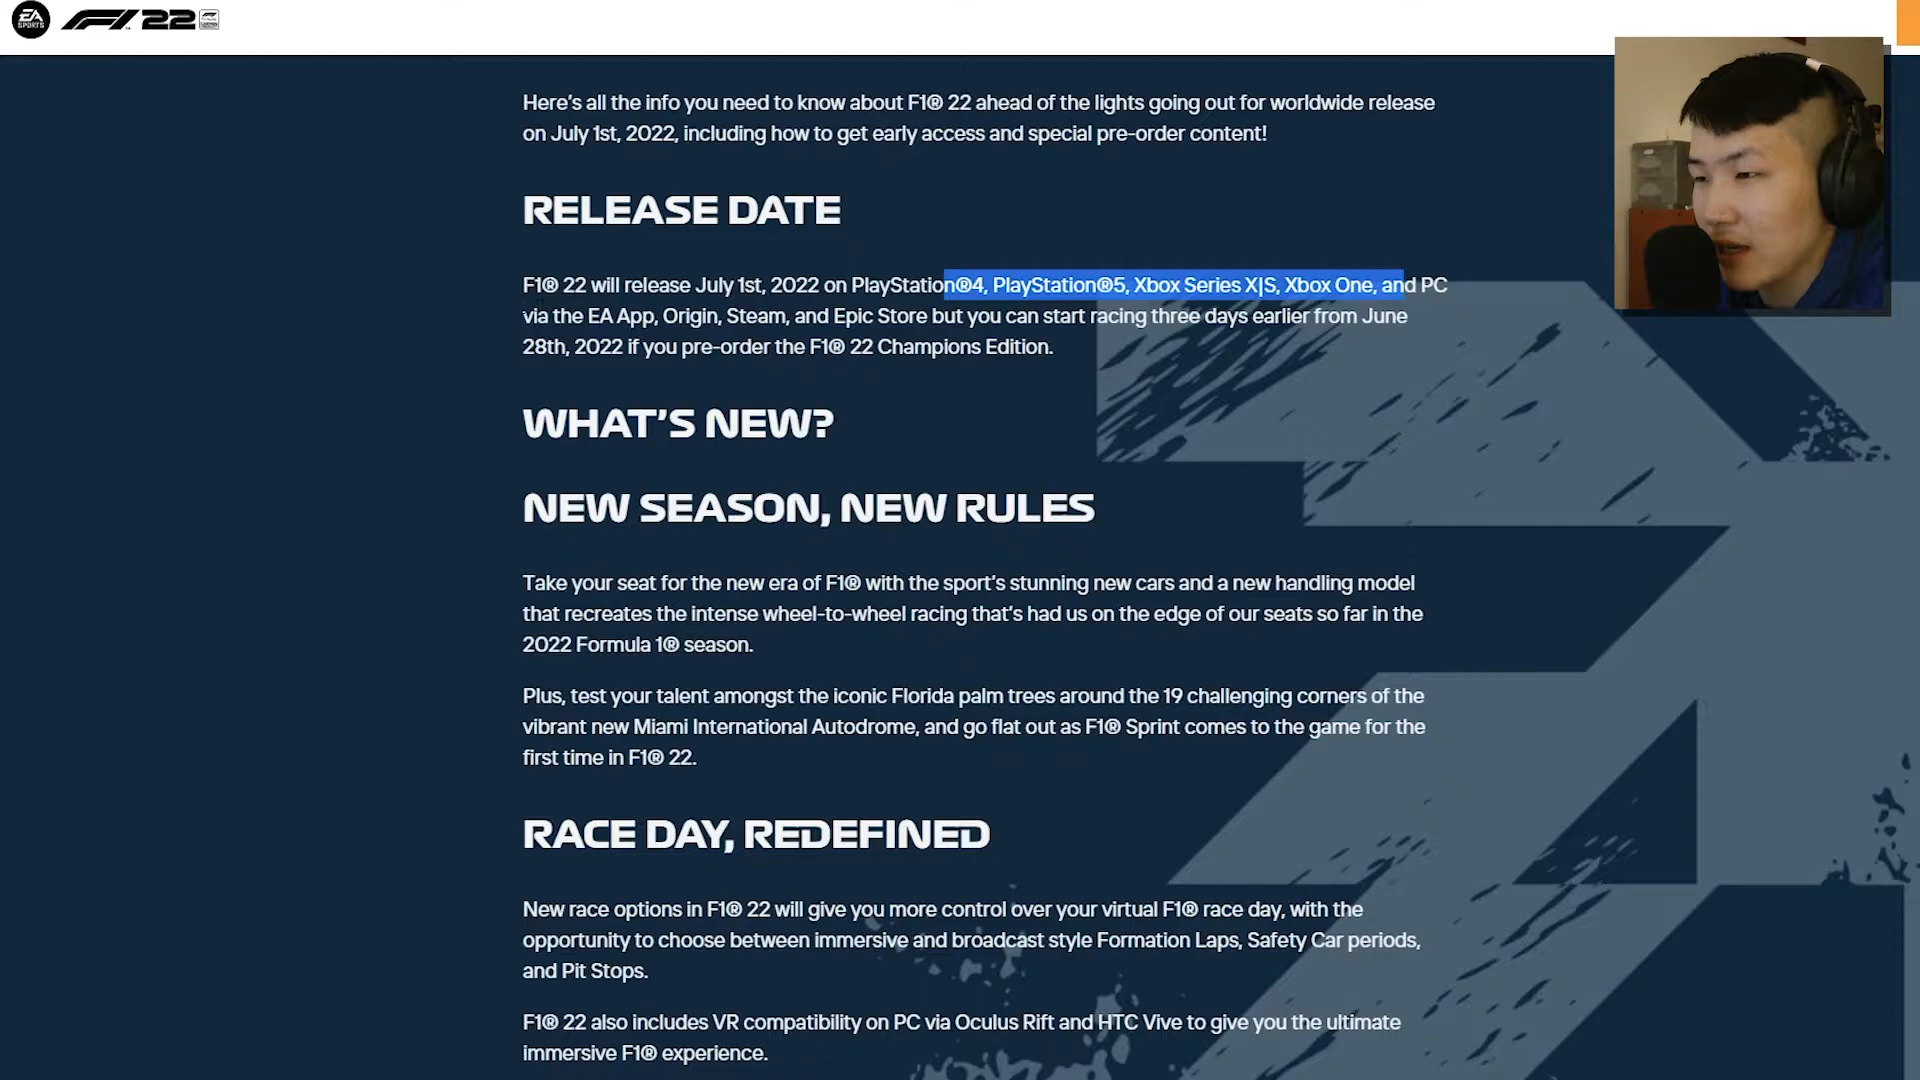 EA
SPORTS
F1 22
Here's all the info you need to know about F1® 22 ahead of the lights going out for worldwide release
on July 1st, 2022, including how to get early access and special pre-order content!
RELEASE DATE
F1® 22 will release July 1st, 2022 on PlayStation®4, PlayStation®5, Xbox Series X|S, Xbox One, and PC
via the EA App, Origin, Steam, and Epic Store but you can start racing three days earlier from June
28th, 2022 if you pre-order the F1® 22 Champions Edition.
WHAT'S NEW?
NEW SEASON, NEW RULES
Take your seat for the new era of F1® with the sport's stunning new cars and a new handling model
that recreates the intense wheel-to-wheel racing that's had us on the edge of our seats so far in the
2022 Formula 1® season.
Plus, test your talent amongst the iconic Florida palm trees around the 19 challenging corners of the
vibrant new Miami International Autodrome, and go flat out as F1® Sprint comes to the game for the
first time in F1® 22.
RACE DAY, REDEFINED
New race options in F1® 22 will give you more control over your virtual F1® race day, with the
opportunity to choose between immersive and broadcast style Formation Laps, Safety Car periods,
and Pit Stops.
F1® 22 also includes VR compatibility on PC via Oculus Rift and HTC Vive to give you the ultimate
immersive F1® experience.